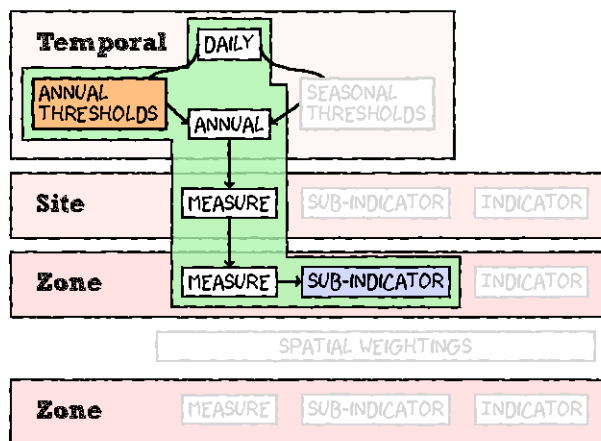 Temporal
DAILY
ANNUAL
THRESHOLDS
SEASONAL
THRESHOLDS
ANNUAL
Site
MEASURE
SUB-INDICATOR
INDICATOR
Zone
MEASURE
SUB-INDICATOR
INDICATOR
SPATIAL WEIGHTINGS
Zone
MEASURE
SUB-INDICATOR
INDICATOR